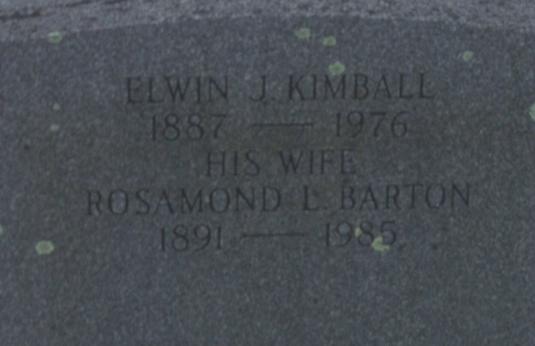 ELWIN J. KIMBALL
1887 — 1976
HIS WIFE
ROSAMOND L. BARTON
1891 — 1985